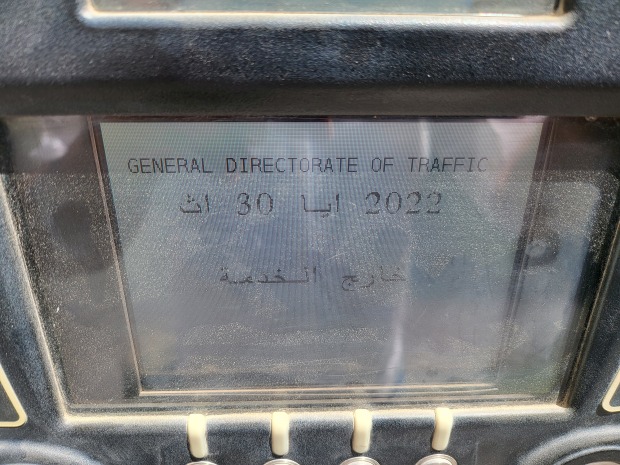 GENERAL DIRECTORATE OF TRAFFIC
اث 30 ايا 2022
خارج الخدمة